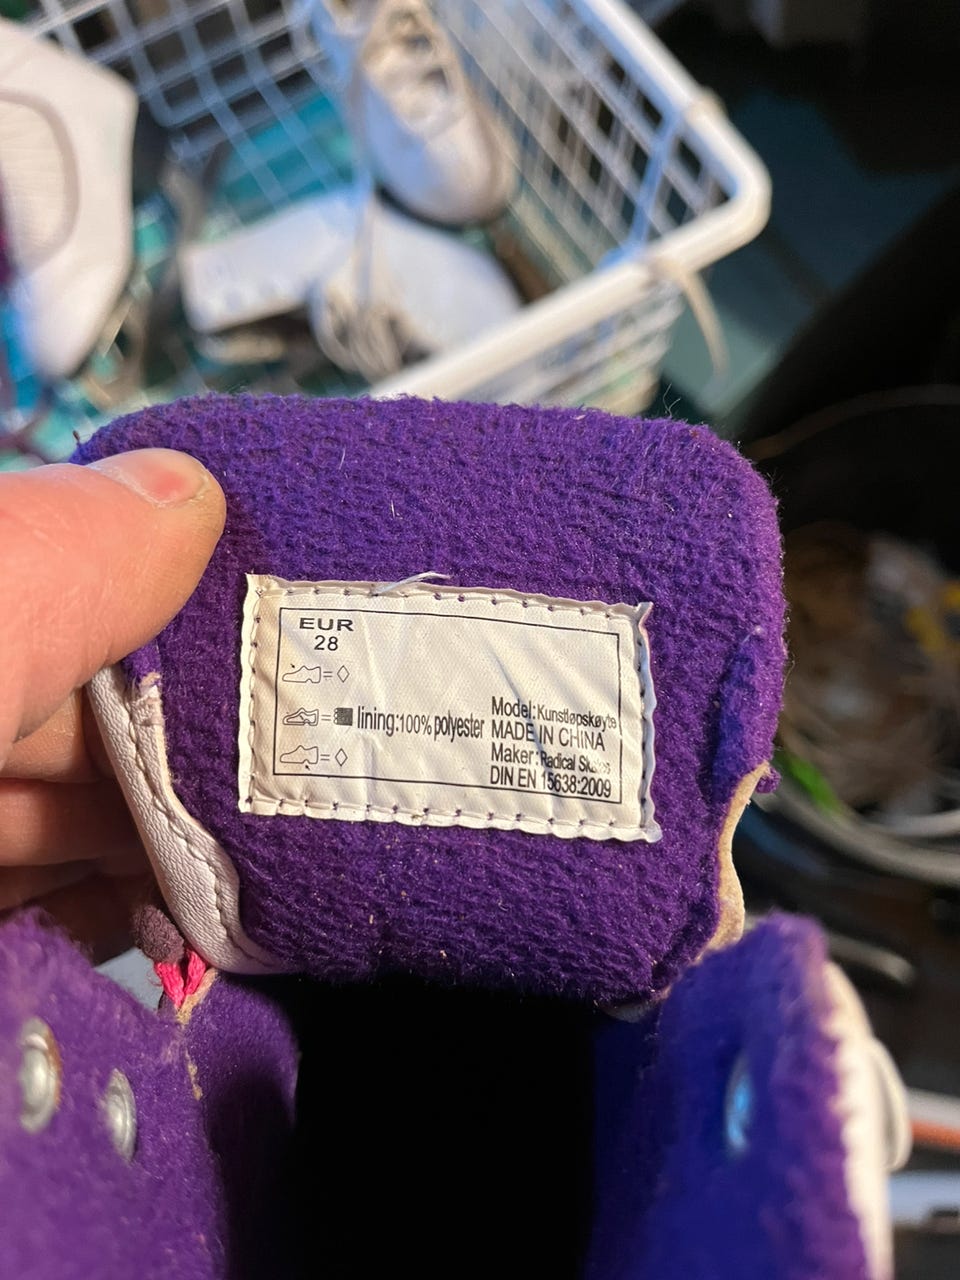 EUR
28
=
= lining:100% polyester
=
Model:Kunstløpskøyte
MADE IN CHINA
Maker:Radical Skates
DIN EN 15638:2009